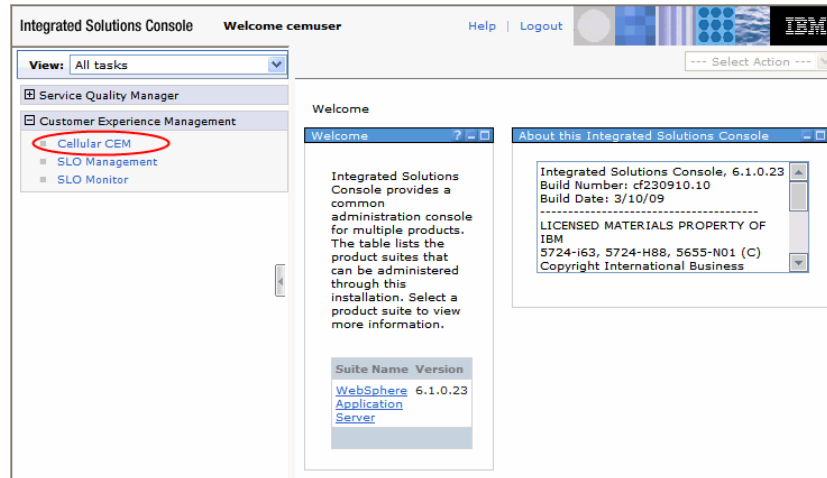 Integrated Solutions Console Welcome cemuser Help | Logout IBM
View: All tasks
--- Select Action ---
Service Quality Manager
Customer Experience Management
Cellular CEM
SLO Management
SLO Monitor
Welcome
Welcome ? - □
Integrated Solutions
Console provides a
common
administration console
for multiple products.
The table lists the
product suites that
can be administered
through this
installation. Select a
product suite to view
more information.
Suite Name Version
WebSphere 6.1.0.23
Application
Server
About this Integrated Solutions Console
Integrated Solutions Console, 6.1.0.23
Build Number: cf230910.10
Build Date: 3/10/09
----------------------------------------
LICENSED MATERIALS PROPERTY OF
IBM
5724-i63, 5724-H88, 5655-N01 (C)
Copyright International Business